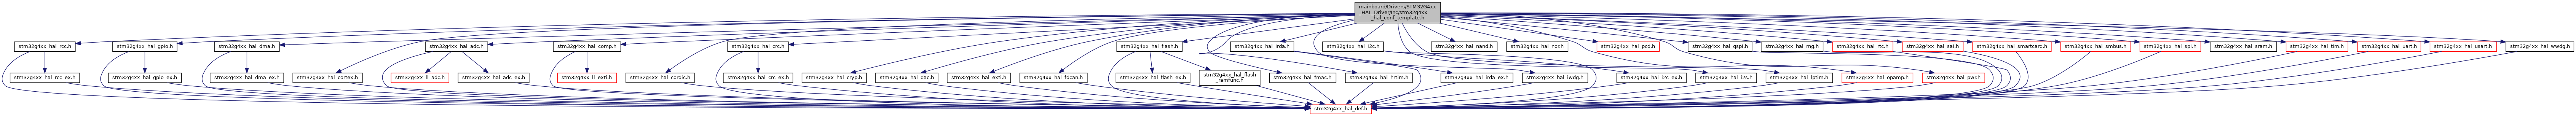 mainboard/Drivers/STM32G4xx
_HAL_Driver/Inc/stm32g4xx
_hal_conf_template.h
stm32g4xx_hal_rcc.h
stm32g4xx_hal_gpio.h
stm32g4xx_hal_dma.h
stm32g4xx_hal_adc.h
stm32g4xx_hal_comp.h
stm32g4xx_hal_crc.h
stm32g4xx_hal_flash.h
stm32g4xx_hal_irda.h
stm32g4xx_hal_i2c.h
stm32g4xx_hal_nand.h
stm32g4xx_hal_nor.h
stm32g4xx_hal_pcd.h
stm32g4xx_hal_qspi.h
stm32g4xx_hal_rng.h
stm32g4xx_hal_rtc.h
stm32g4xx_hal_sai.h
stm32g4xx_hal_smartcard.h
stm32g4xx_hal_smbus.h
stm32g4xx_hal_spi.h
stm32g4xx_hal_sram.h
stm32g4xx_hal_tim.h
stm32g4xx_hal_uart.h
stm32g4xx_hal_usart.h
stm32g4xx_hal_wwdg.h
stm32g4xx_hal_rcc_ex.h
stm32g4xx_hal_gpio_ex.h
stm32g4xx_hal_dma_ex.h
stm32g4xx_hal_cortex.h
stm32g4xx_ll_adc.h
stm32g4xx_hal_adc_ex.h
stm32g4xx_ll_exti.h
stm32g4xx_hal_cordic.h
stm32g4xx_hal_crc_ex.h
stm32g4xx_hal_cryp.h
stm32g4xx_hal_dac.h
stm32g4xx_hal_exti.h
stm32g4xx_hal_fdcan.h
stm32g4xx_hal_flash_ex.h
stm32g4xx_hal_flash
_ramfunc.h
stm32g4xx_hal_fmac.h
stm32g4xx_hal_hrtim.h
stm32g4xx_hal_irda_ex.h
stm32g4xx_hal_iwdg.h
stm32g4xx_hal_i2c_ex.h
stm32g4xx_hal_i2s.h
stm32g4xx_hal_lptim.h
stm32g4xx_hal_opamp.h
stm32g4xx_hal_pwr.h
stm32g4xx_hal_def.h